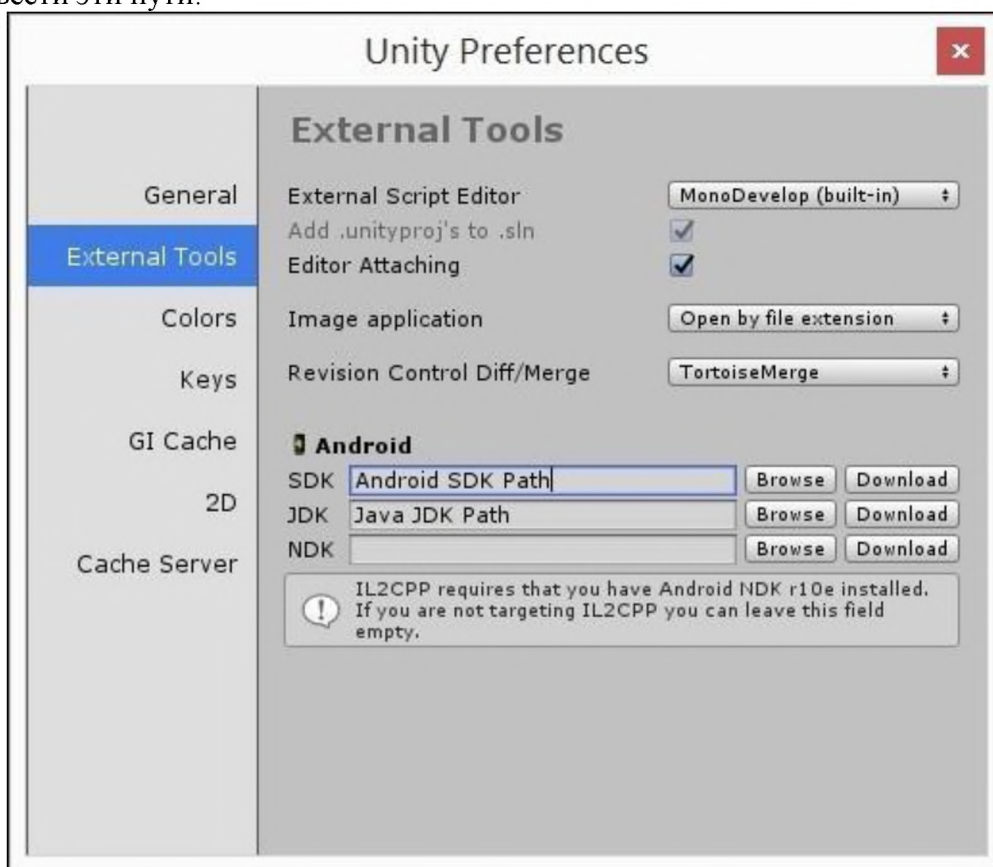 Unity Preferences
External Tools
General
External Tools
Colors
Keys
GI Cache
2D
Cache Server
External Script Editor MonoDevelop (built-in)
Add .unityproj's to .sln
Editor Attaching
Image application Open by file extension
Revision Control Diff/Merge TortoiseMerge
Android
SDK Android SDK Path Browse Download
JDK Java JDK Path Browse Download
NDK Browse Download
IL2CPP requires that you have Android NDK r10e installed.
If you are not targeting IL2CPP you can leave this field
empty.